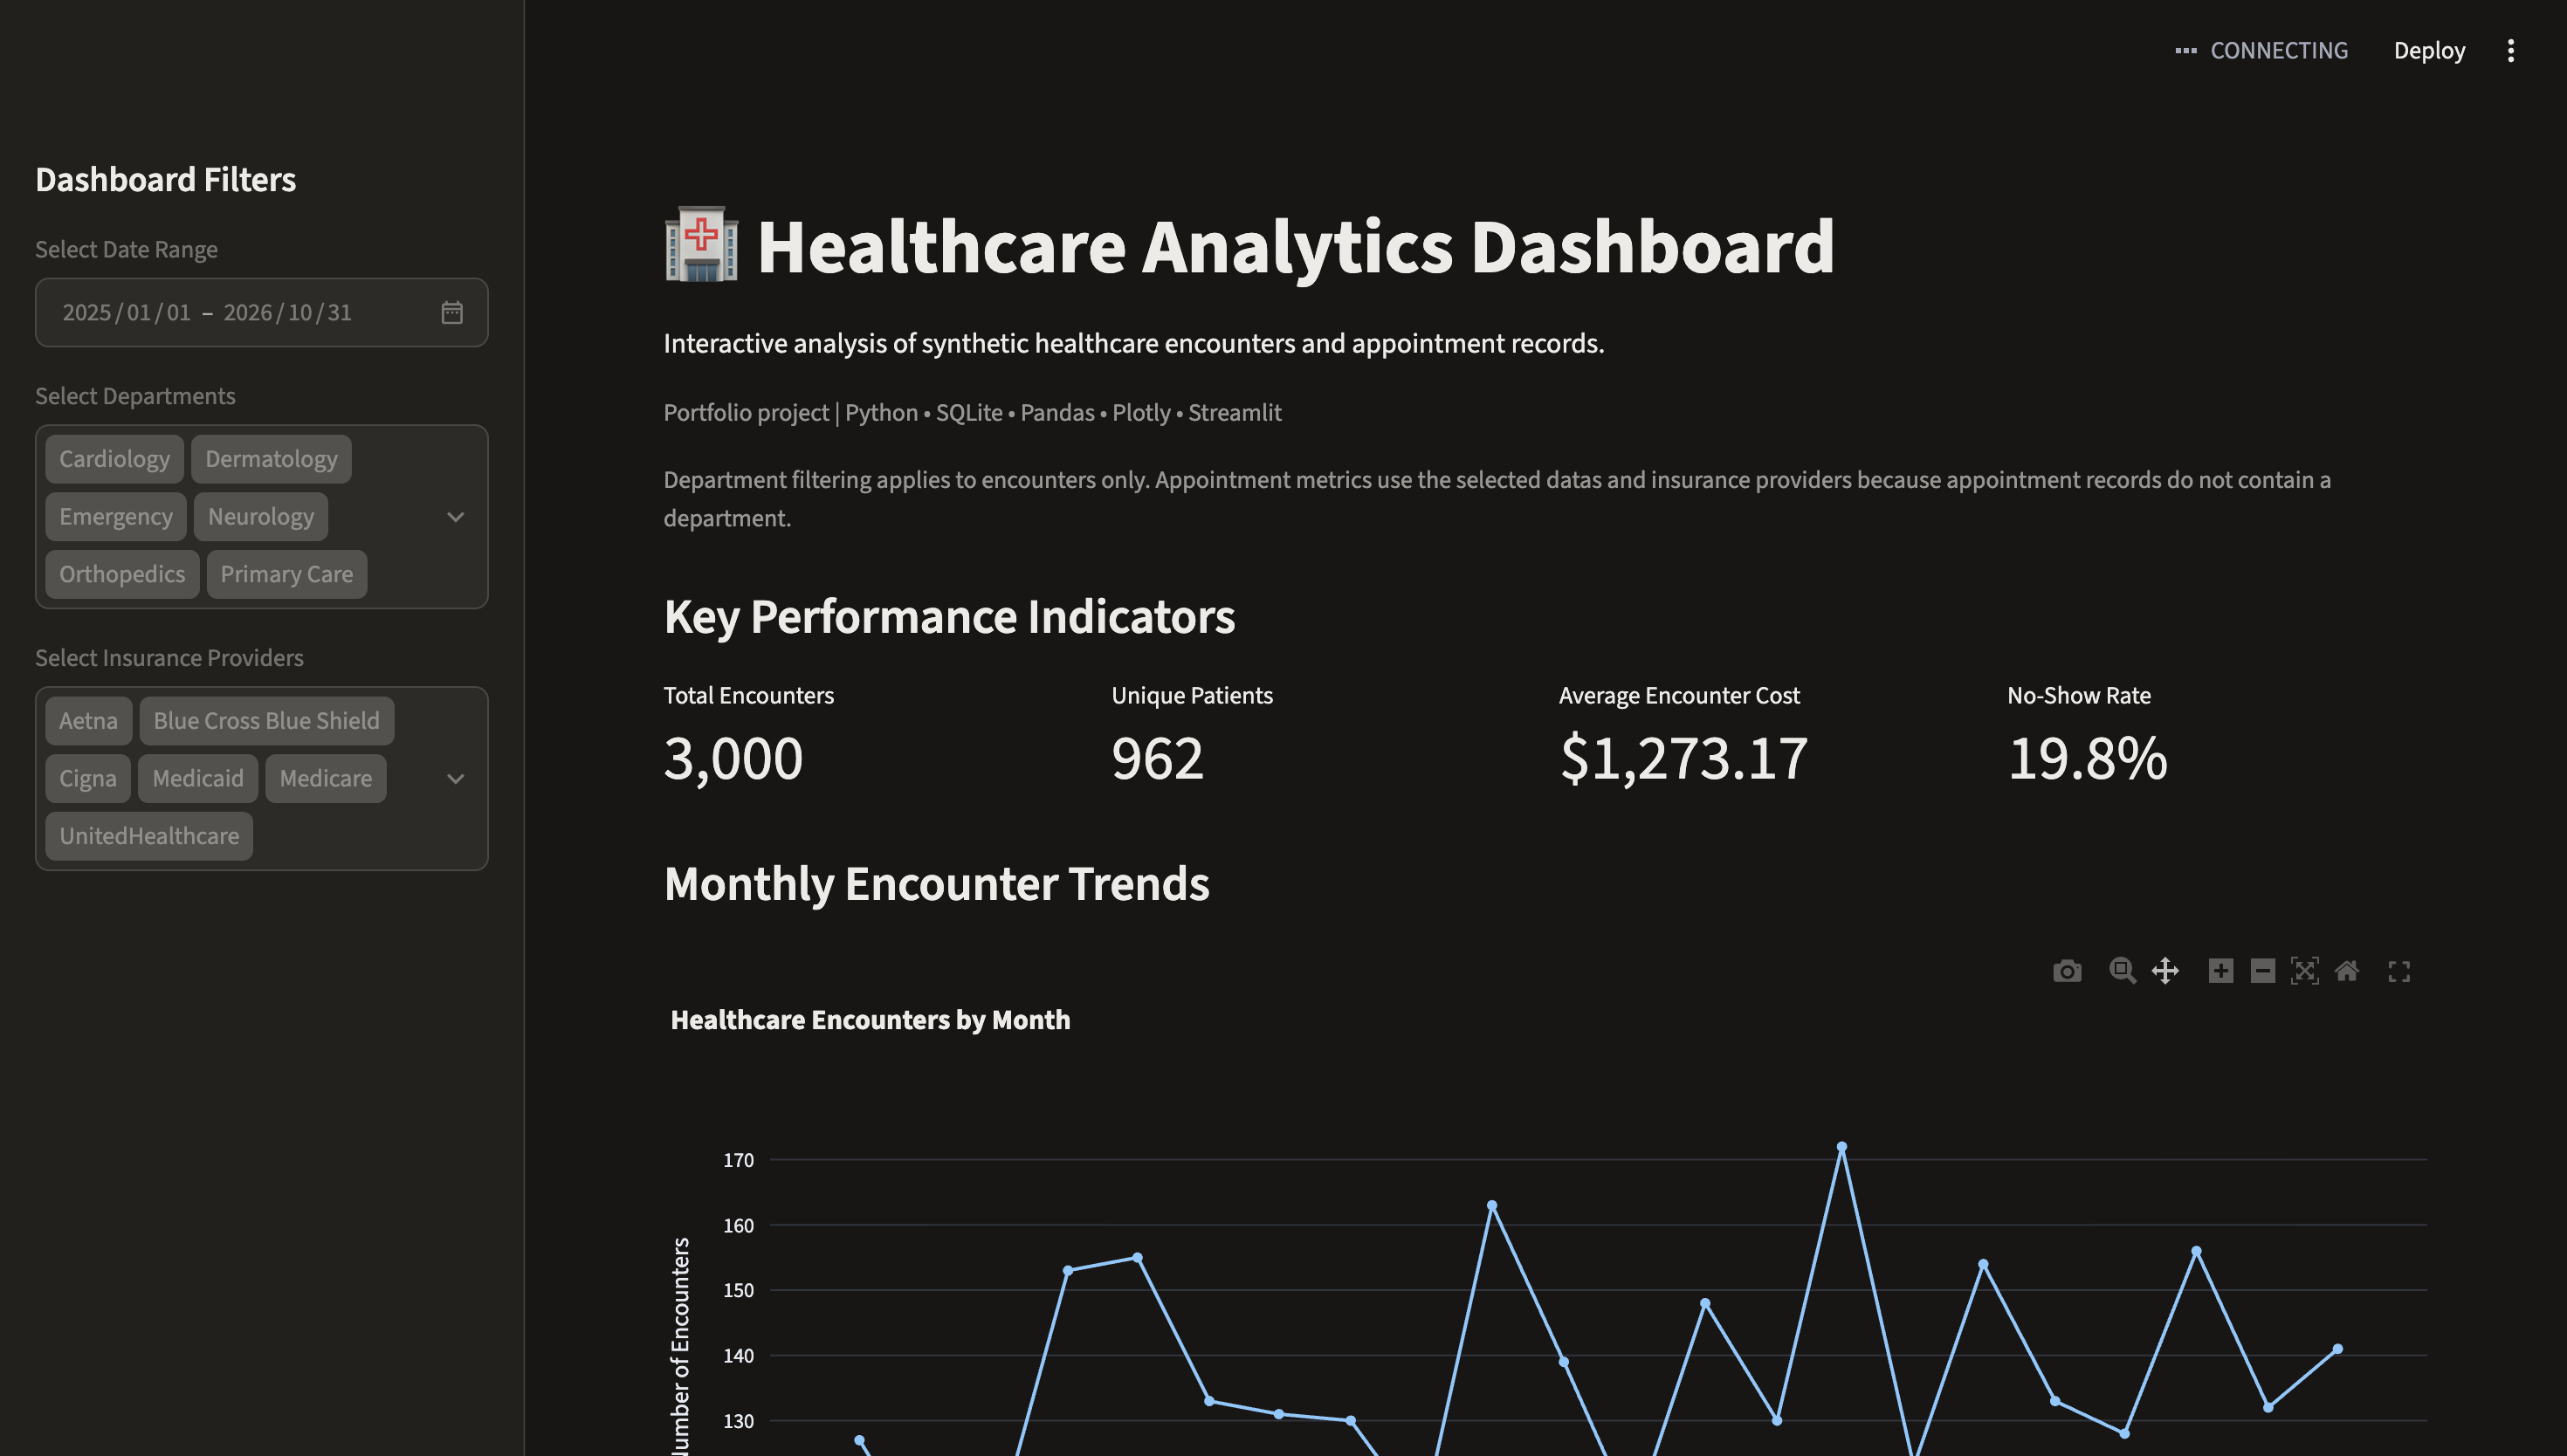 CONNECTING
Deploy
Dashboard Filters
Select Date Range
2025/01/01 – 2026/10/31
Select Departments
Cardiology Dermatology
Emergency Neurology
Orthopedics Primary Care
Select Insurance Providers
Aetna Blue Cross Blue Shield
Cigna Medicaid Medicare
UnitedHealthcare
Healthcare Analytics Dashboard
Interactive analysis of synthetic healthcare encounters and appointment records.
Portfolio project | Python • SQLite • Pandas • Plotly • Streamlit
Department filtering applies to encounters only. Appointment metrics use the selected datas and insurance providers because appointment records do not contain a
department.
Key Performance Indicators
Total Encounters
3,000
Unique Patients
962
Average Encounter Cost
$1,273.17
No-Show Rate
19.8%
Monthly Encounter Trends
Healthcare Encounters by Month
170
160
150
140
130
Number of Encounters